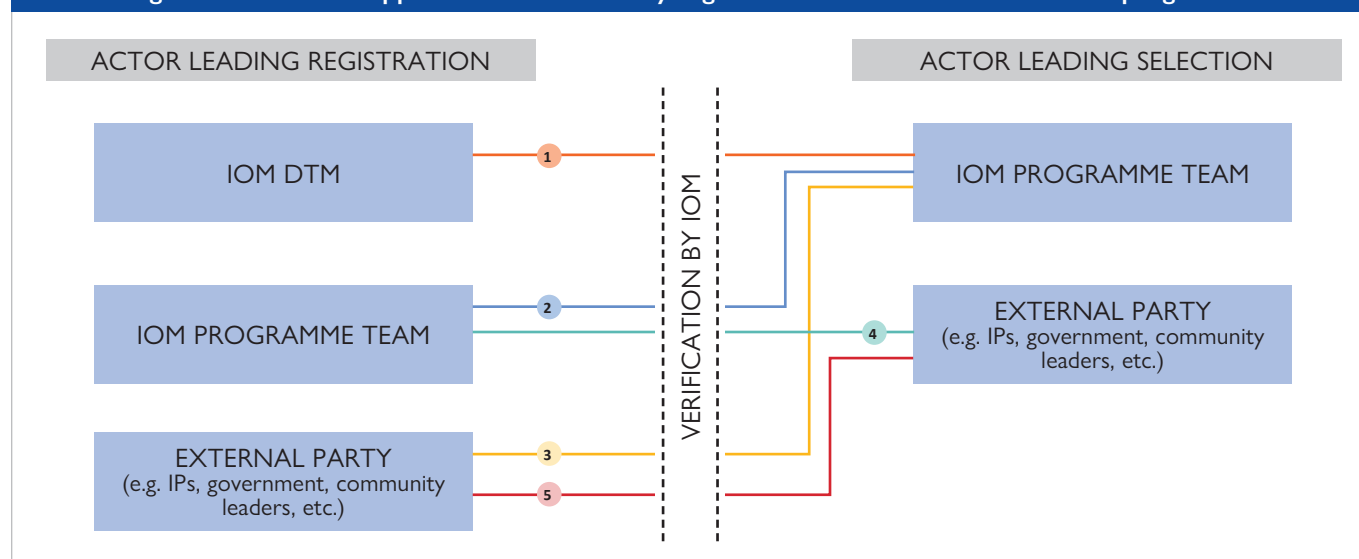 ACTOR LEADING REGISTRATION
ACTOR LEADING SELECTION
IOM DTM
1
IOM PROGRAMME TEAM
VERIFICATION BY IOM
IOM PROGRAMME TEAM
2
4
EXTERNAL PARTY
(e.g. IPs, government, community
leaders, etc.)
EXTERNAL PARTY
(e.g. IPs, government, community
leaders, etc.)
3
5